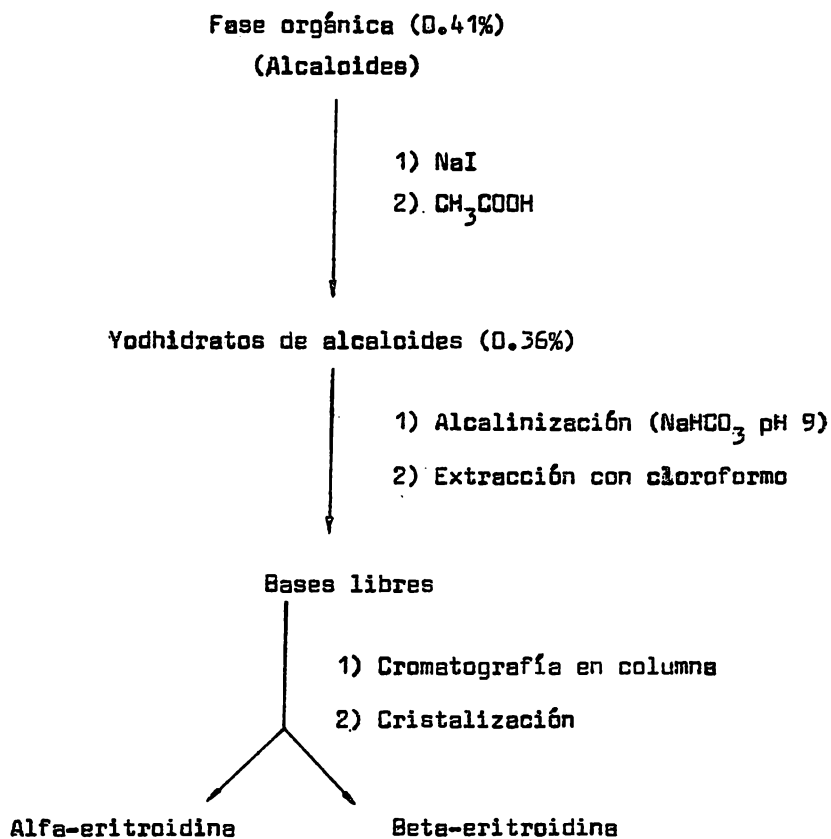 Fase orgánica (0.41%)
(Alcaloides)
1) NaI
2) CH3COOH
Yodhidratos de alcaloides (0.36%)
1) Alcalinización (NaHCO3 pH 9)
2) Extracción con cloroformo
Bases libres
1) Cromatografía en columna
2) Cristalización
Alfa-eritroidina Beta-eritroidina